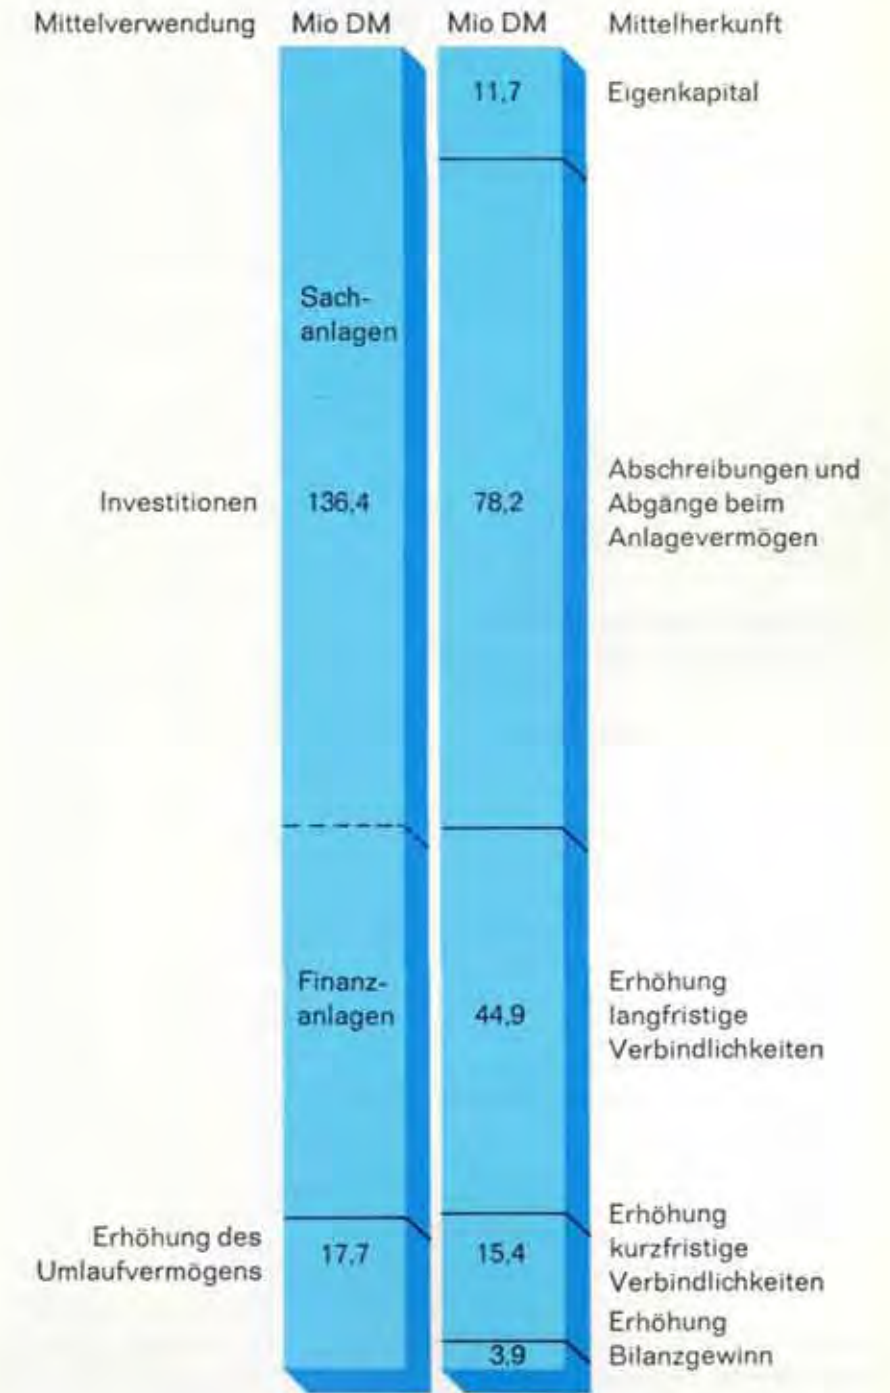 Mittelverwendung Mio DM Mio DM Mittelherkunft
11,7 Eigenkapital
Sach-
anlagen
Investitionen 136,4 78,2
Abschreibungen und
Abgänge beim
Anlagevermögen
Finanz-
anlagen
44,9
Erhöhung
langfristige
Verbindlichkeiten
Erhöhung des
Umlaufvermögens
17,7
15,4
Erhöhung
kurzfristige
Verbindlichkeiten
3,9
Erhöhung
Bilanzgewinn